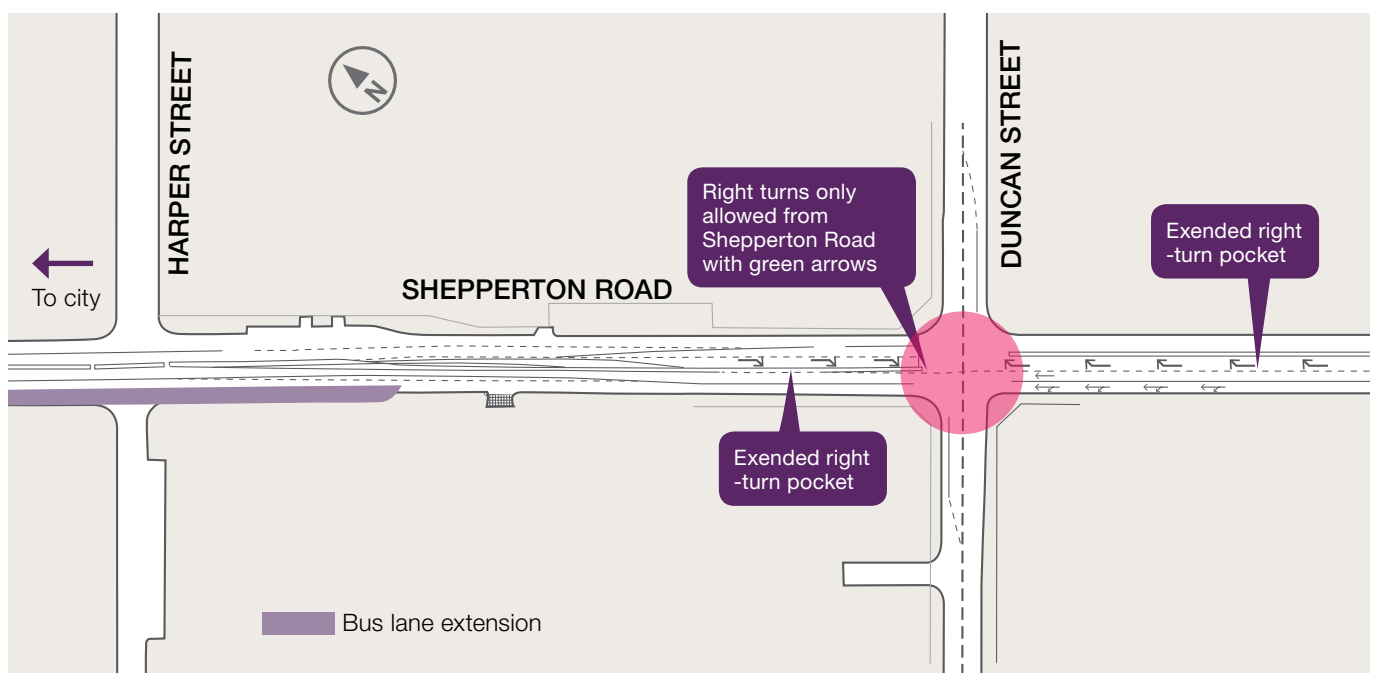 HARPER STREET
N
DUNCAN STREET
Right turns only
allowed from
Shepperton Road
with green arrows
Exended right
-turn pocket
To city
SHEPPERTON ROAD
Exended right
-turn pocket
Bus lane extension